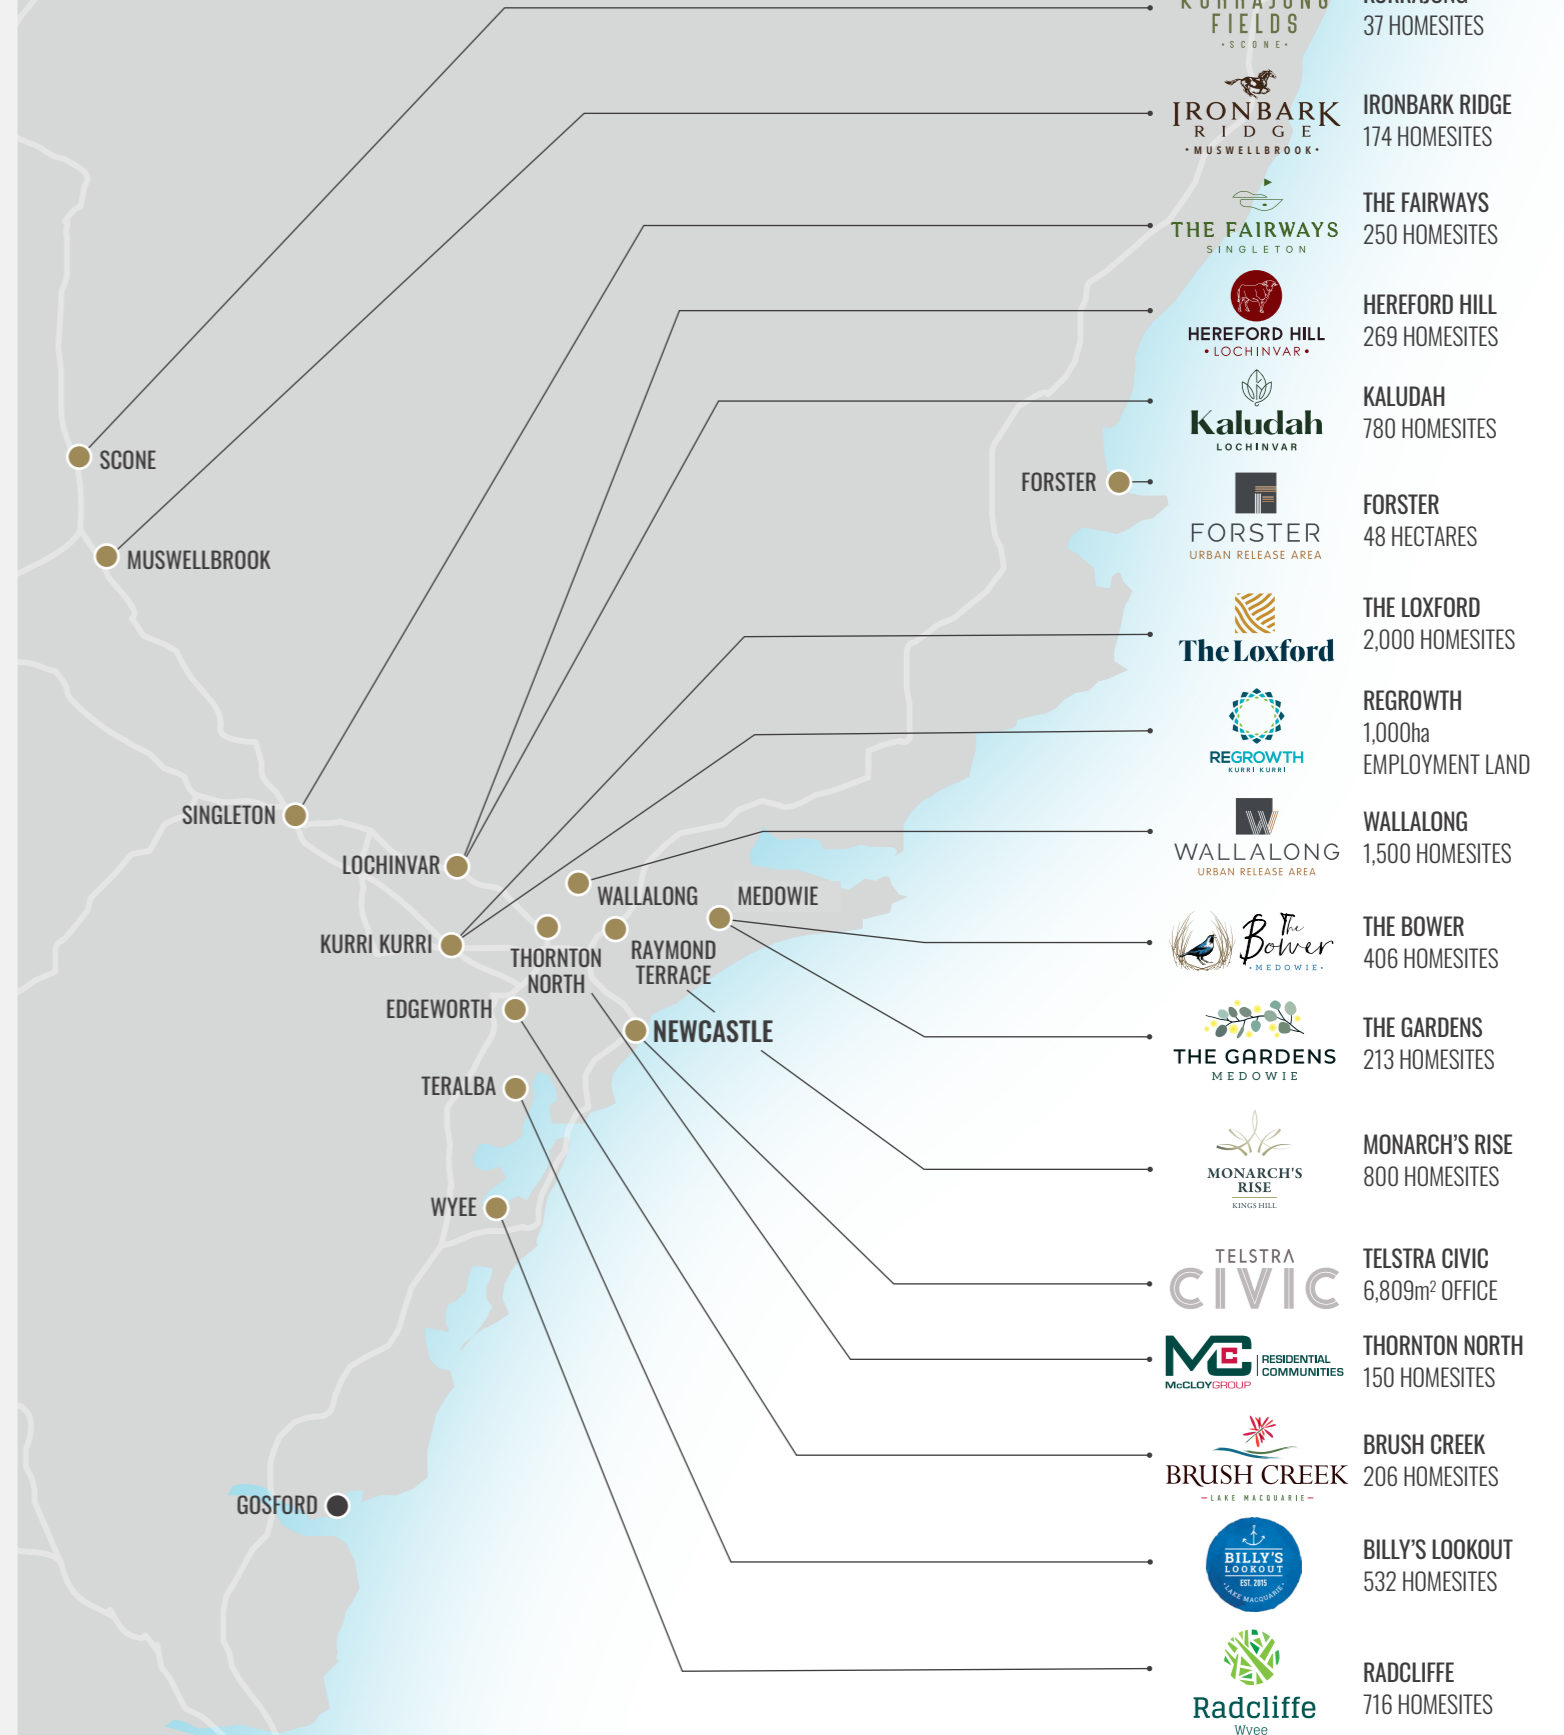 KURRAJONG
FIELDS
•SCONE•
KURRAJONG
37 HOMESITES
IRONBARK
RIDGE
•MUSWELLBROOK•
IRONBARK RIDGE
174 HOMESITES
THE FAIRWAYS
SINGLETON
THE FAIRWAYS
250 HOMESITES
HEREFORD HILL
•LOCHINVAR•
HEREFORD HILL
269 HOMESITES
Kaludah
LOCHINVAR
KALUDAH
780 HOMESITES
FORSTER
URBAN RELEASE AREA
FORSTER
48 HECTARES
The Loxford
THE LOXFORD
2,000 HOMESITES
REGROWTH
KURRI KURRI
REGROWTH
1,000ha
EMPLOYMENT LAND
W
WALLALONG
URBAN RELEASE AREA
WALLALONG
1,500 HOMESITES
The
Bower
•MEDOWIE•
THE BOWER
406 HOMESITES
THE GARDENS
MEDOWIE
THE GARDENS
213 HOMESITES
MONARCH'S
RISE
KINGS HILL
MONARCH'S RISE
800 HOMESITES
TELSTRA
CIVIC
TELSTRA CIVIC
6,809m² OFFICE
MCC
McCLOYGROUP
RESIDENTIAL
COMMUNITIES
THORNTON NORTH
150 HOMESITES
BRUSH CREEK
–LAKE MACQUARIE–
BRUSH CREEK
206 HOMESITES
BILLY'S
LOOKOUT
EST. 2015
•LAKE MACQUARIE•
BILLY'S LOOKOUT
532 HOMESITES
Radcliffe
Wyee
RADCLIFFE
716 HOMESITES
SCONE
MUSWELLBROOK
FORSTER
SINGLETON
LOCHINVAR
WALLALONG
MEDOWIE
KURRI KURRI
THORNTON
NORTH
RAYMOND
TERRACE
EDGEWORTH
NEWCASTLE
TERALBA
WYEE
GOSFORD